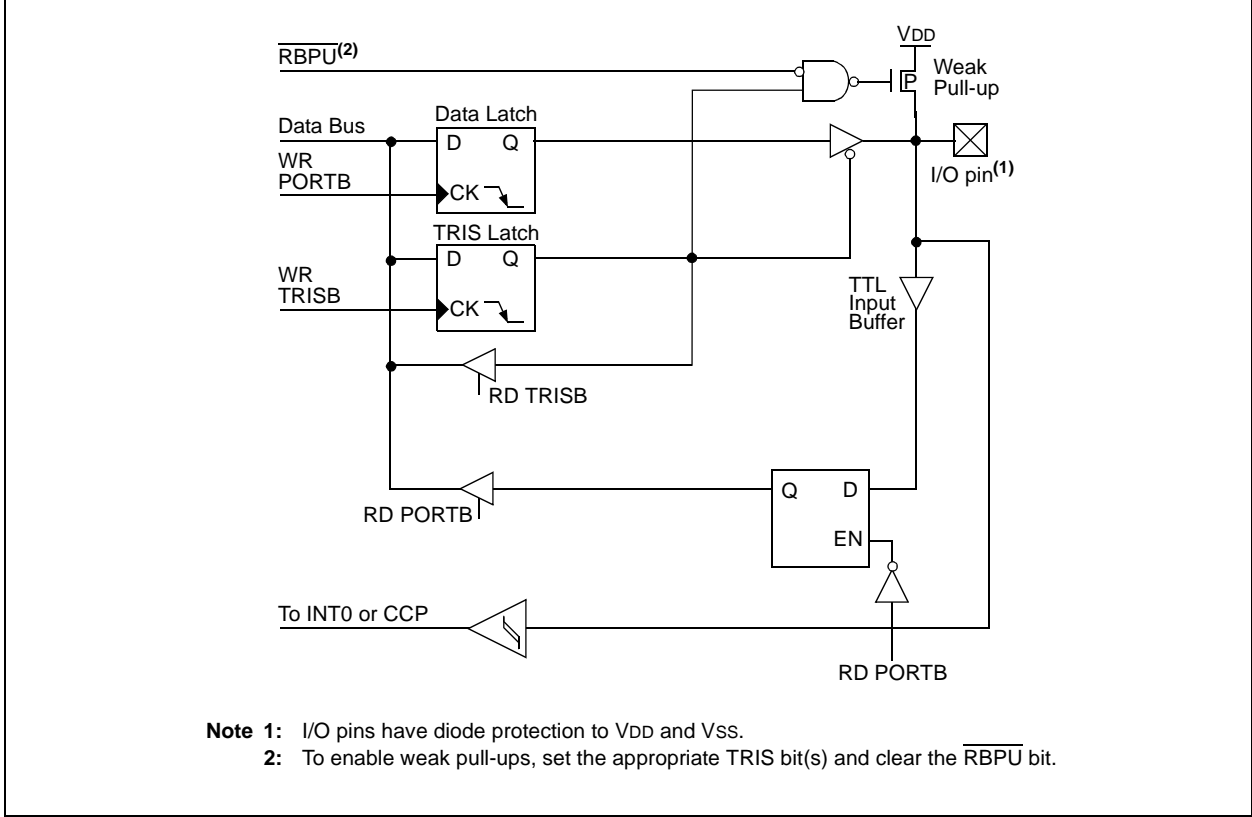 VDD
RBPU(2)
Weak
Pull-up
P
Data Latch
Data Bus
D Q
WR
PORTB
CK
I/O pin(1)
TRIS Latch
D Q
WR
TRISB
CK
TTL
Input
Buffer
RD TRISB
Q D
RD PORTB
EN
To INT0 or CCP
RD PORTB
Note 1: I/O pins have diode protection to VDD and VSS.
2: To enable weak pull-ups, set the appropriate TRIS bit(s) and clear the RBPU bit.